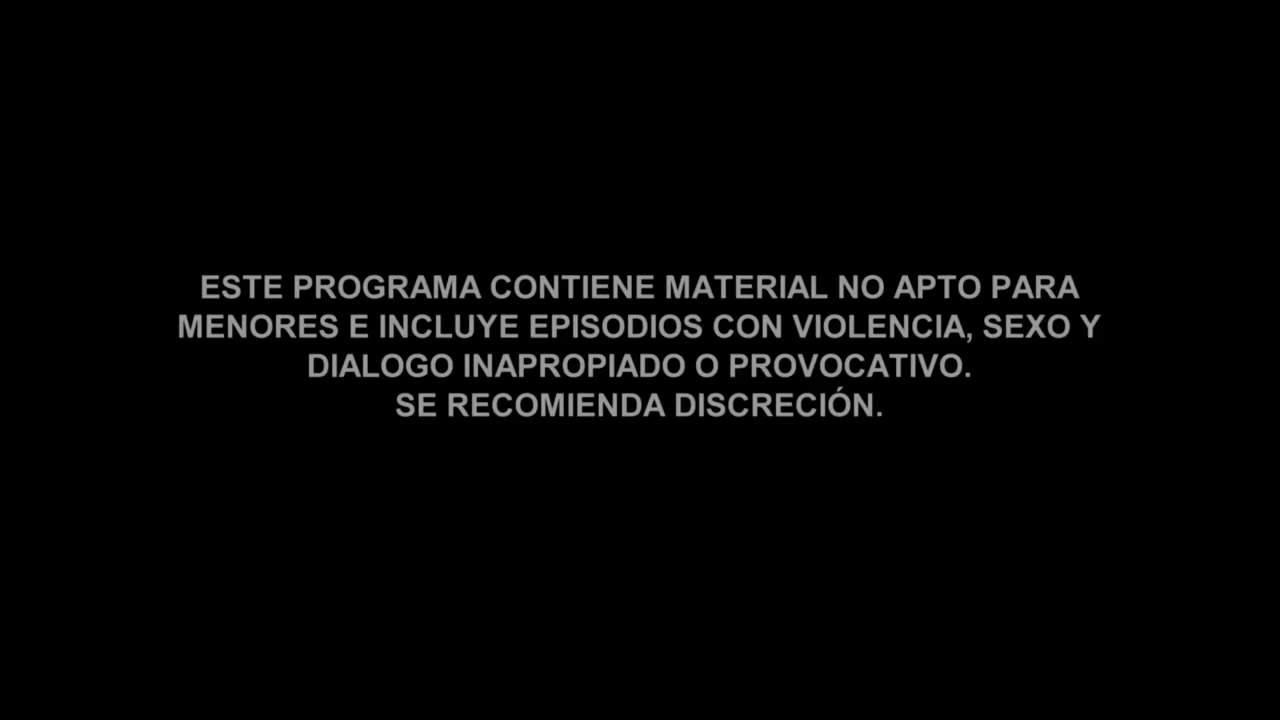 ESTE PROGRAMA CONTIENE MATERIAL NO APTO PARA
MENORES E INCLUYE EPISODIOS CON VIOLENCIA, SEXO Y
DIALOGO INAPROPIADO O PROVOCATIVO.
SE RECOMIENDA DISCRECIÓN.